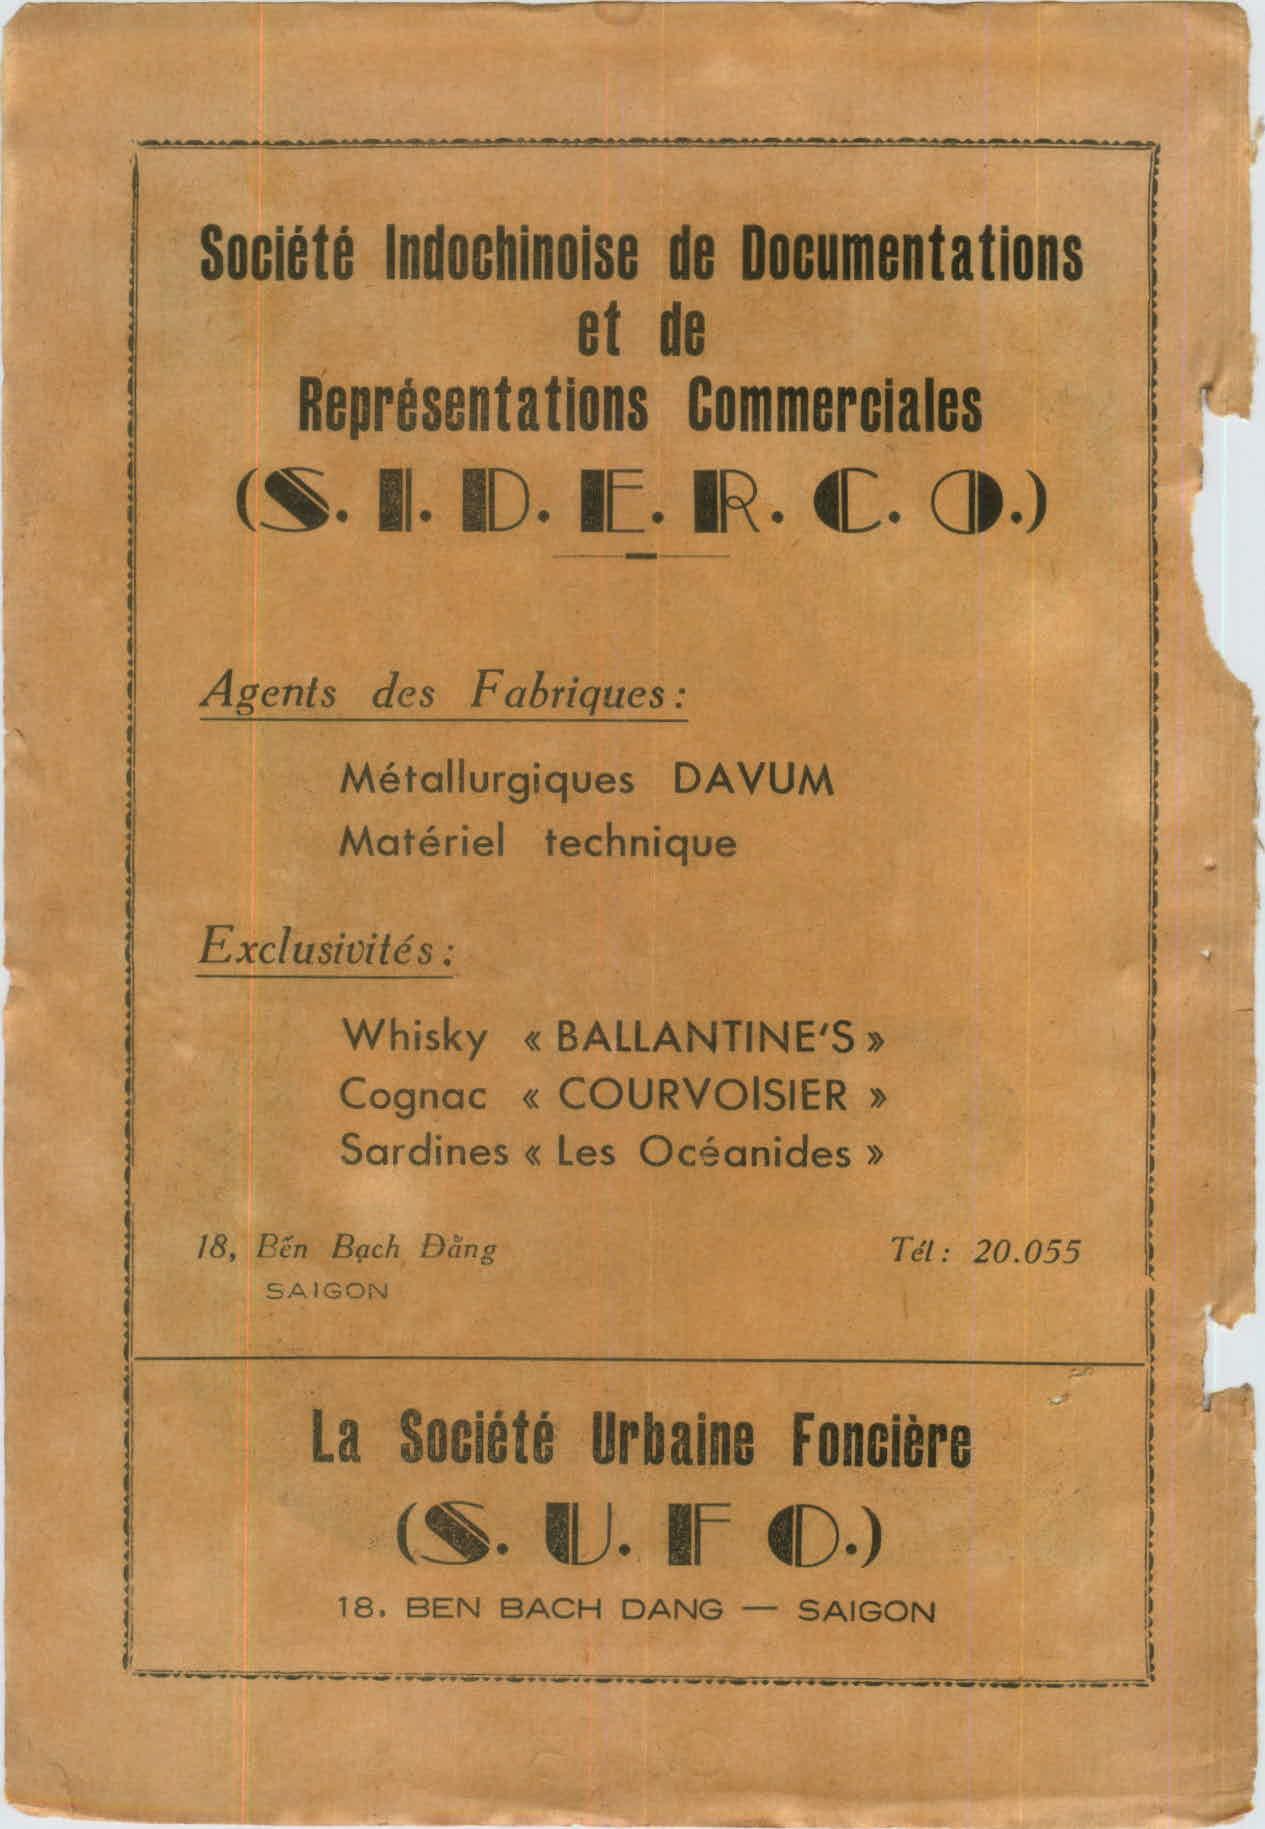 Société Indochinoise de Documentations
et de
Représentations Commerciales
(S. I. D. E. R. C. O.)
Agents des Fabriques :
Métallurgiques DAVUM
Matériel technique
Exclusivités :
Whisky « BALLANTINE'S »
Cognac « COURVOISIER »
Sardines « Les Océanides »
18, Bến Bạch Đằng
Tél : 20.055
SAIGON
La Société Urbaine Foncière
(S. U. F O.)
18, BEN BACH DANG — SAIGON